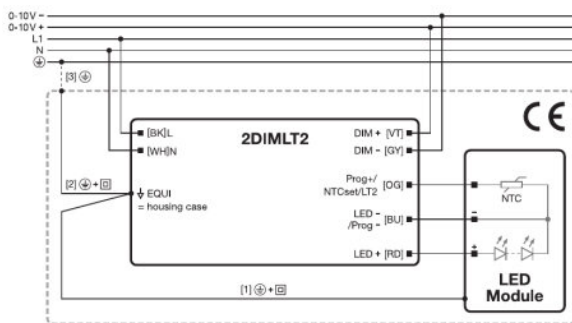 0-10V -
0-10V +
L1
N
[3]
CE
2DIMLT2
[BK]L
[WH]N
DIM + [VT]
DIM - [GY]
[2] +
EQUI
= housing case
Prog+/
NTCset/LT2
[OG]
LED -
/Prog -
[BU]
LED + [RD]
NTC
-
+
LED
Module
[1] +